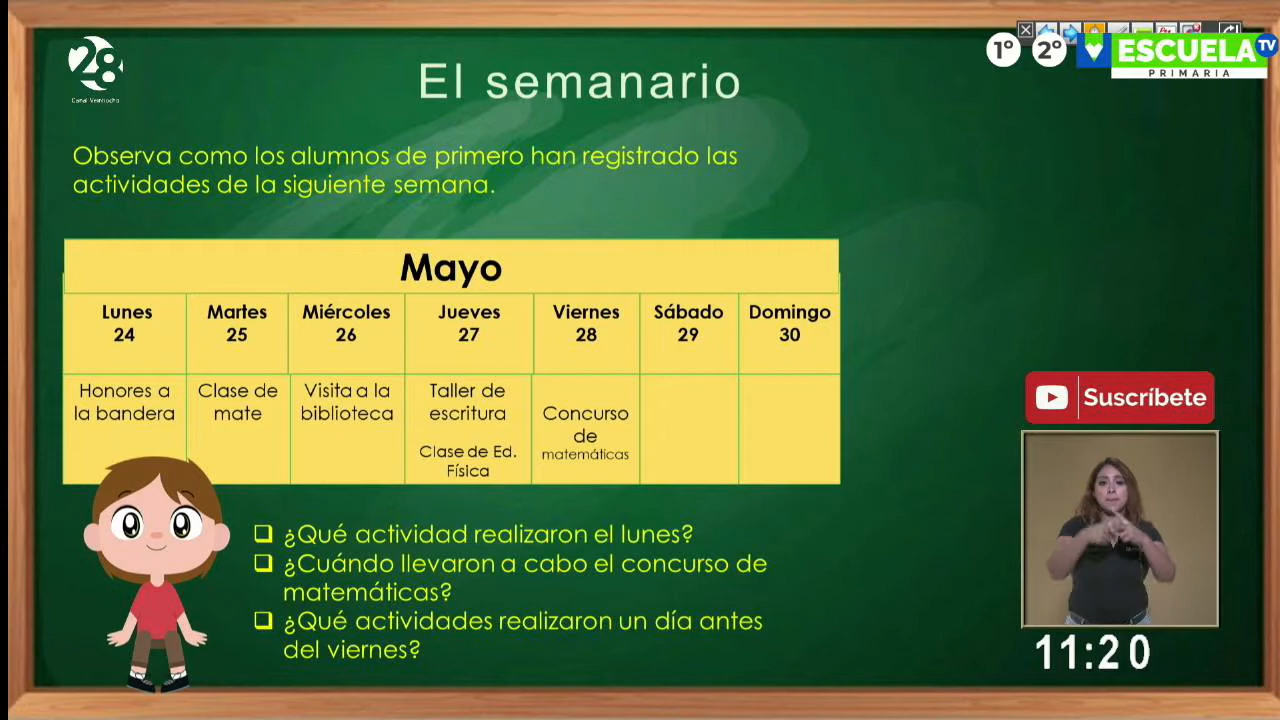 28
Canal Veintiocho
El semanario
1° 2° ESCUELA TV
PRIMARIA
Observa como los alumnos de primero han registrado las
actividades de la siguiente semana.
Mayo
Lunes Martes Miércoles Jueves Viernes Sábado Domingo
24 25 26 27 28 29 30
Honores a
la bandera
Clase de
mate
Visita a la
biblioteca
Taller de
escritura
Clase de Ed.
Física
Concurso
de
matemáticas
Suscríbete
¿Qué actividad realizaron el lunes?
¿Cuándo llevaron a cabo el concurso de
matemáticas?
¿Qué actividades realizaron un día antes
del viernes?
11:20